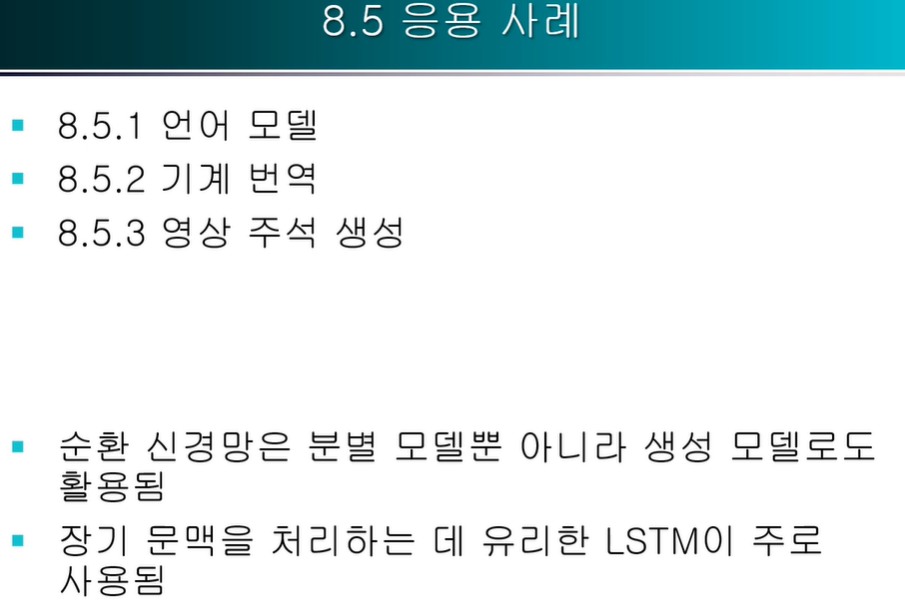 8.5 응용 사례
▪ 8.5.1 언어 모델
▪ 8.5.2 기계 번역
▪ 8.5.3 영상 주석 생성
▪ 순환 신경망은 분별 모델뿐 아니라 생성 모델로도
활용됨
▪ 장기 문맥을 처리하는 데 유리한 LSTM이 주로
사용됨